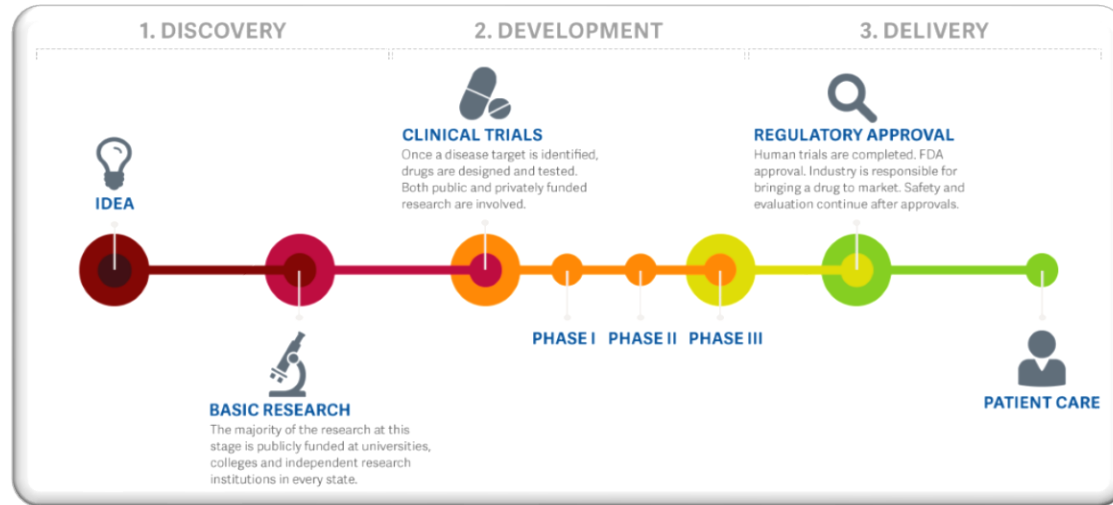 1. DISCOVERY
2. DEVELOPMENT
3. DELIVERY
IDEA
BASIC RESEARCH
The majority of the research at this
stage is publicly funded at universities,
colleges and independent research
institutions in every state.
CLINICAL TRIALS
Once a disease target is identified,
drugs are designed and tested.
Both public and privately funded
research are involved.
PHASE I
PHASE II
PHASE III
REGULATORY APPROVAL
Human trials are completed. FDA
approval. Industry is responsible for
bringing a drug to market. Safety and
evaluation continue after approvals.
PATIENT CARE